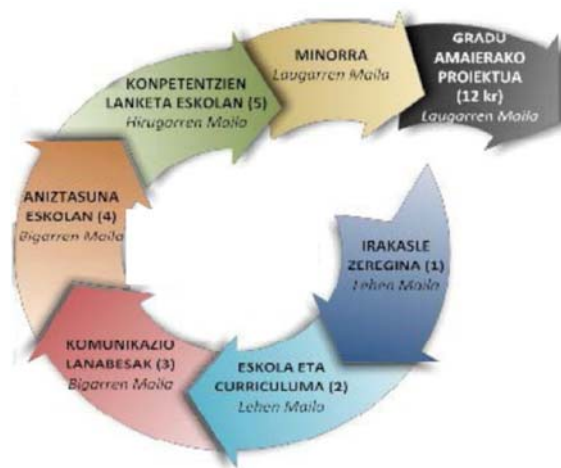 GRADU
AMAIERAKO
PROIEKTUA
(12 kr)
Laugarren Maila
MINORRA
Laugarren Maila
KONPETENTZIEN
LANKETA ESKOLAN (5)
Hirugarren Maila
ANIZTASUNA
ESKOLAN (4)
Bigarren Maila
IRAKASLE
ZEREGINA (1)
Lehen Maila
KOMUNIKAZIO
LANABESAK (3)
Bigarren Maila
ESKOLA ETA
CURRICULUMA (2)
Lehen Maila